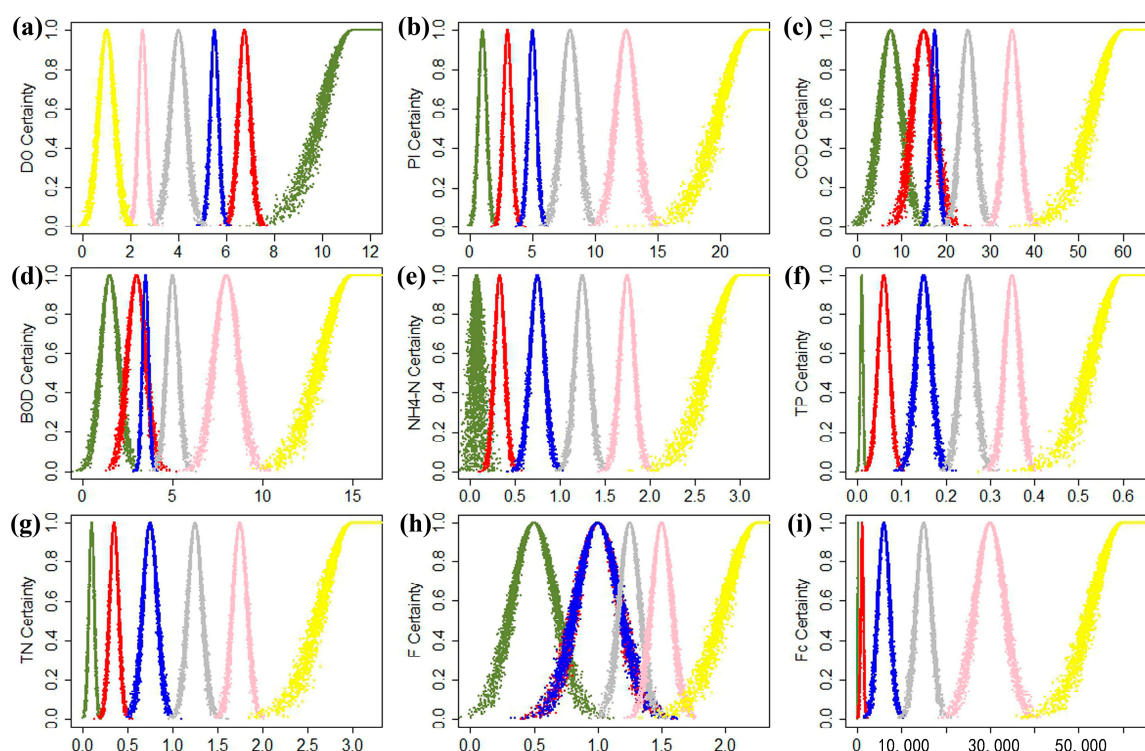 (a)
DO Certainty
0.0 0.2 0.4 0.6 0.8 1.0
0 2 4 6 8 10 12
(b)
PI Certainty
0.0 0.2 0.4 0.6 0.8 1.0
0 5 10 15 20
(c)
COD Certainty
0.0 0.2 0.4 0.6 0.8 1.0
0 10 20 30 40 50 60
(d)
BOD Certainty
0.0 0.2 0.4 0.6 0.8 1.0
0 5 10 15
(e)
NH4-N Certainty
0.0 0.2 0.4 0.6 0.8 1.0
0.0 0.5 1.0 1.5 2.0 2.5 3.0
(f)
TP Certainty
0.0 0.2 0.4 0.6 0.8 1.0
0.0 0.1 0.2 0.3 0.4 0.5 0.6
(g)
TN Certainty
0.0 0.2 0.4 0.6 0.8 1.0
0.0 0.5 1.0 1.5 2.0 2.5 3.0
(h)
F Certainty
0.0 0.2 0.4 0.6 0.8 1.0
0.0 0.5 1.0 1.5 2.0
(i)
Fc Certainty
0.0 0.2 0.4 0.6 0.8 1.0
0 10,000 30,000 50,000